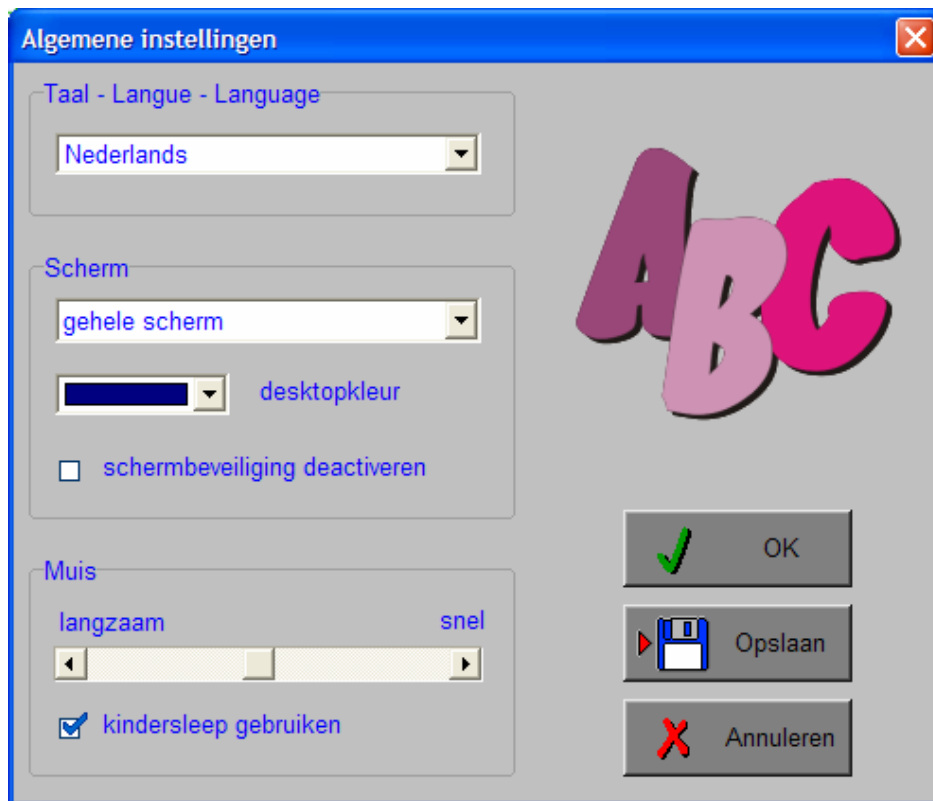 Algemene instellingen
Taal - Langue - Language
Nederlands
Scherm
gehele scherm
desktopkleur
schermbeveiliging deactiveren
Muis
langzaam snel
kindersleep gebruiken
ABC
OK
Opslaan
Annuleren